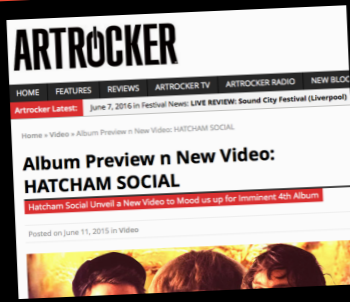 ARTROCKER
HOME FEATURES REVIEWS ARTROCKER TV ARTROCKER RADIO NEW BLOO
Artrocker Latest: June 7, 2016 in Festival News: LIVE REVIEW: Sound City Festival (Liverpool)
Home » Video » Album Preview n New Video: HATCHAM SOCIAL
Album Preview n New Video:
HATCHAM SOCIAL
Hatcham Social Unveil a New Video to Mood us up for Imminent 4th Album
Posted on June 11, 2015 in Video